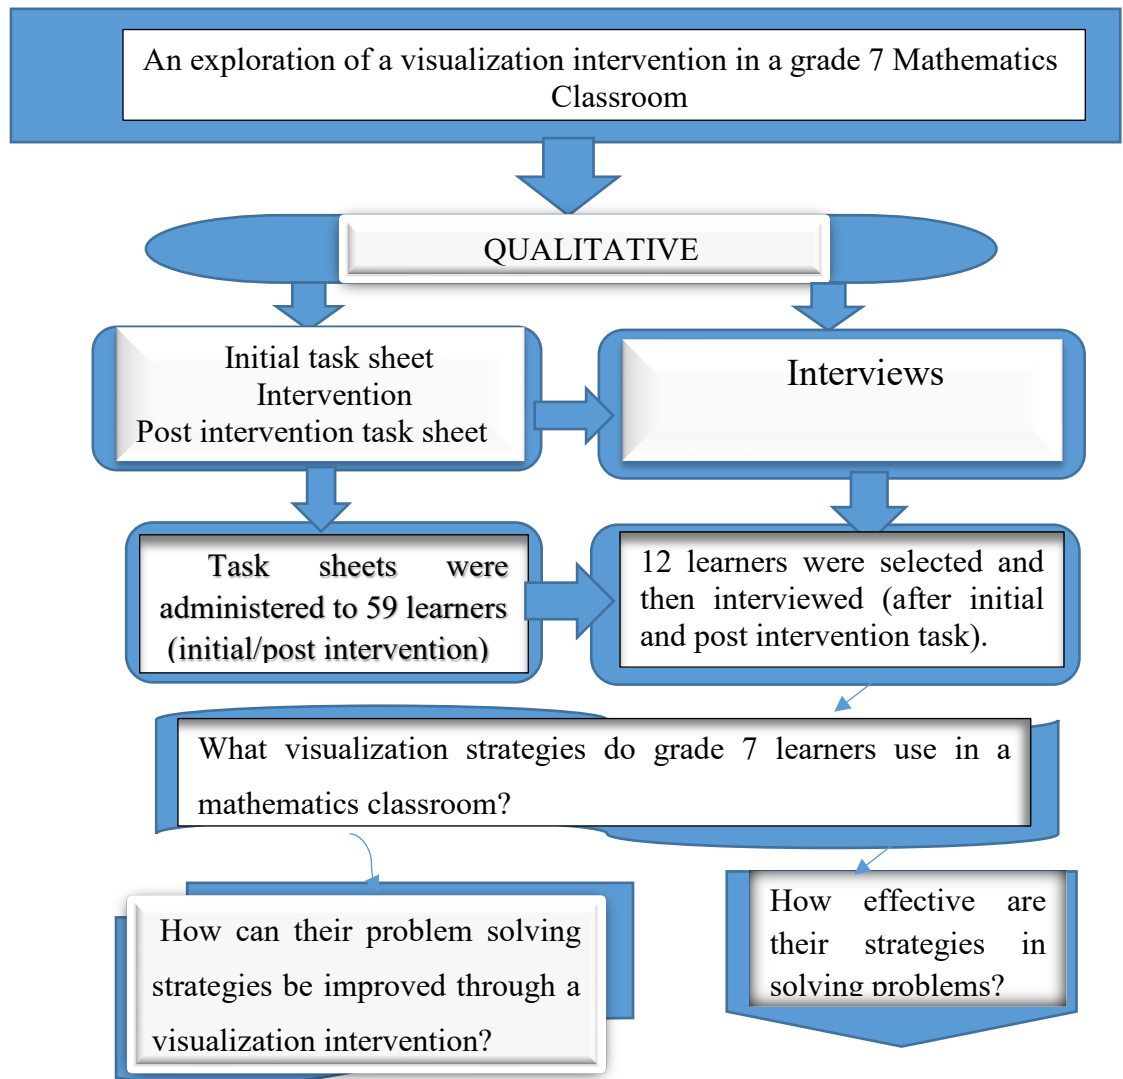 An exploration of a visualization intervention in a grade 7 Mathematics
Classroom
QUALITATIVE
Initial task sheet
Intervention
Post intervention task sheet
Interviews
Task sheets were
administered to 59 learners
(initial/post intervention)
12 learners were selected and
then interviewed (after initial
and post intervention task).
What visualization strategies do grade 7 learners use in a
mathematics classroom?
How can their problem solving
strategies be improved through a
visualization intervention?
How effective are
their strategies in
solving problems?